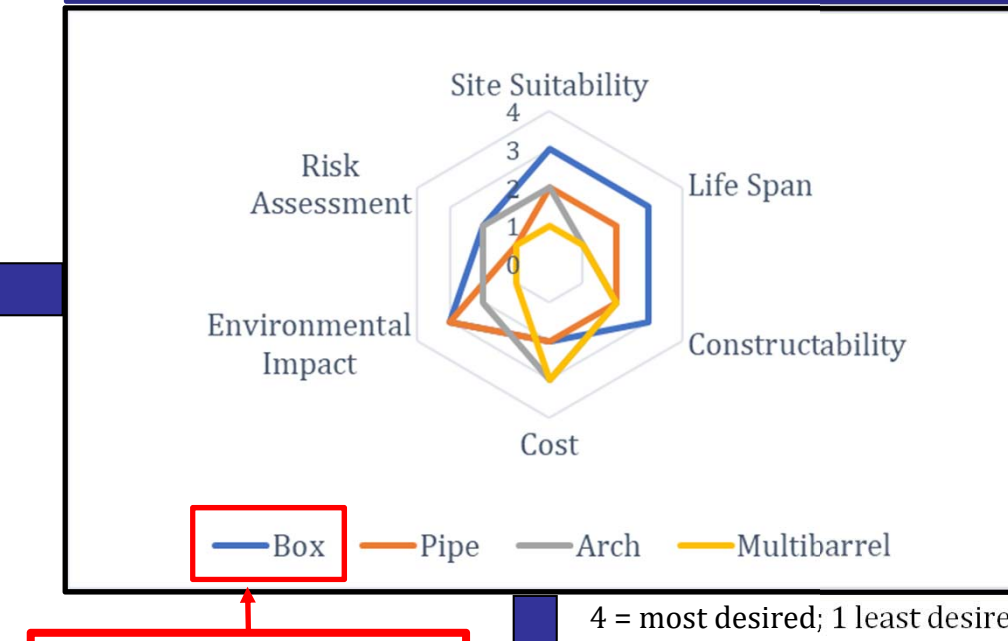 Site Suitability
4
3
2
1
0
Risk
Assessment
Life Span
Environmental
Impact
Constructability
Cost
Box
Pipe
Arch
Multibarrel
4 = most desired; 1 least desire